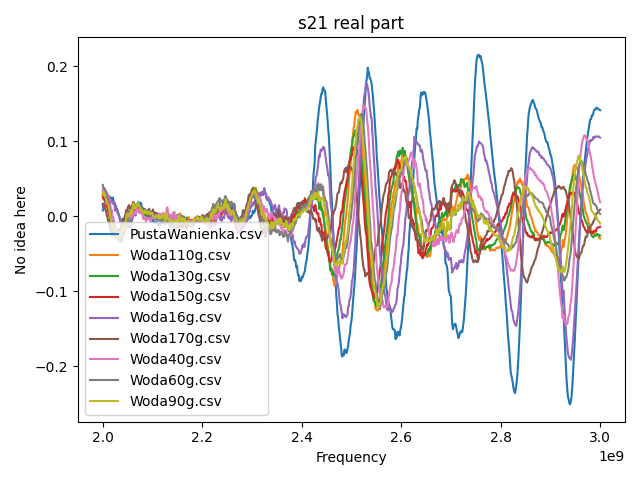 s21 real part
No idea here
0.2
0.1
0.0
−0.1
−0.2
PustaWanienka.csv
Woda110g.csv
Woda130g.csv
Woda150g.csv
Woda16g.csv
Woda170g.csv
Woda40g.csv
Woda60g.csv
Woda90g.csv
2.0 2.2 2.4 2.6 2.8 3.0
1e9
Frequency